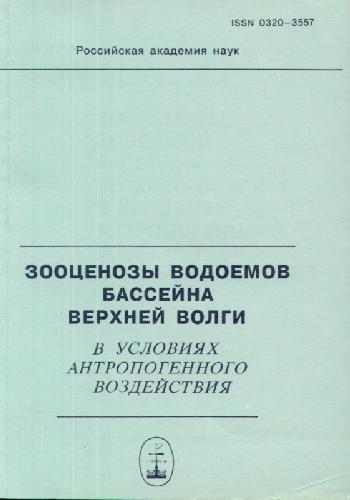 ISSN 0320-3557
Российская академия наук
ЗООЦЕНОЗЫ ВОДОЕМОВ
БАССЕЙНА
ВЕРХНЕЙ ВОЛГИ
В УСЛОВИЯХ
АНТРОПОГЕННОГО
ВОЗДЕЙСТВИЯ